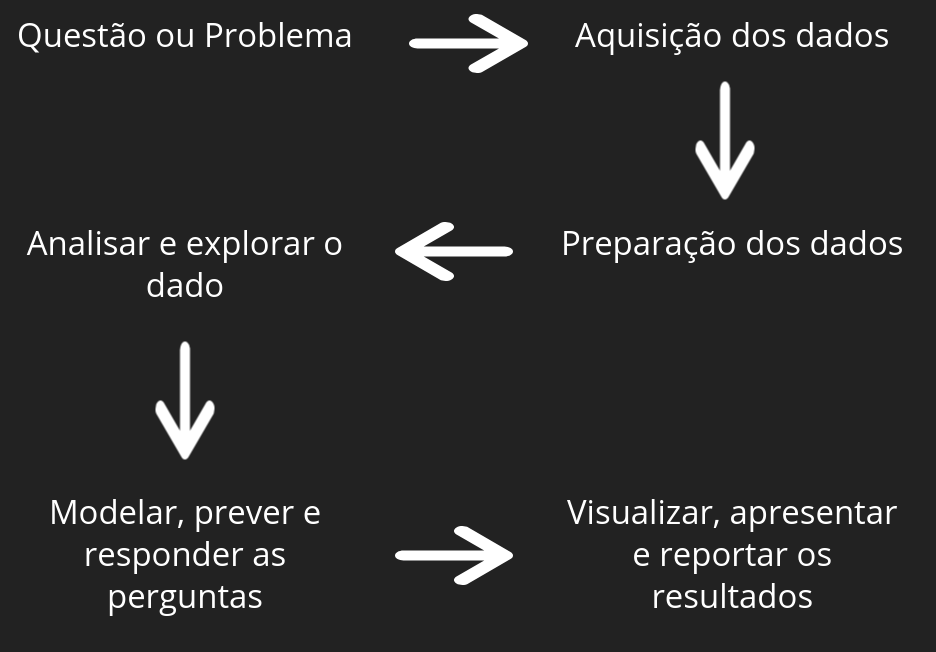 Questão ou Problema
Aquisição dos dados
Preparação dos dados
Analisar e explorar o
dado
Modelar, prever e
responder as
perguntas
Visualizar, apresentar
e reportar os
resultados